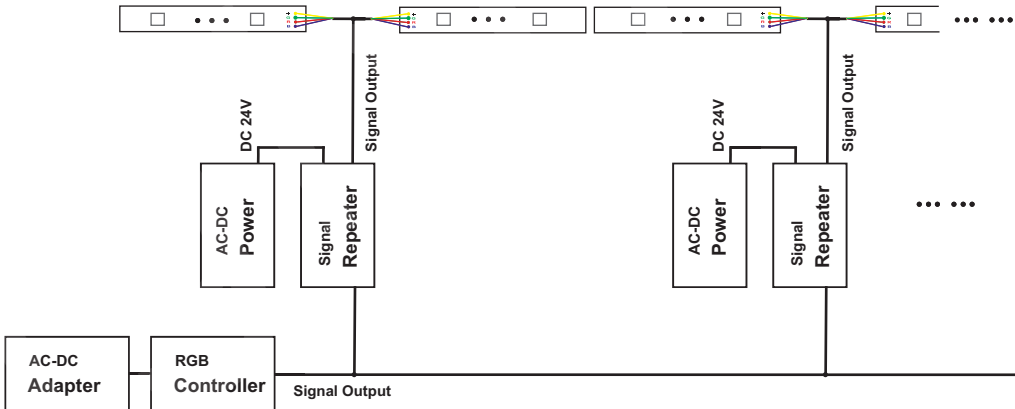 Signal Output
Signal Output
DC 24V
DC 24V
AC-DC
Power
Signal
Repeater
AC-DC
Power
Signal
Repeater
AC-DC
Adapter
RGB
Controller
Signal Output